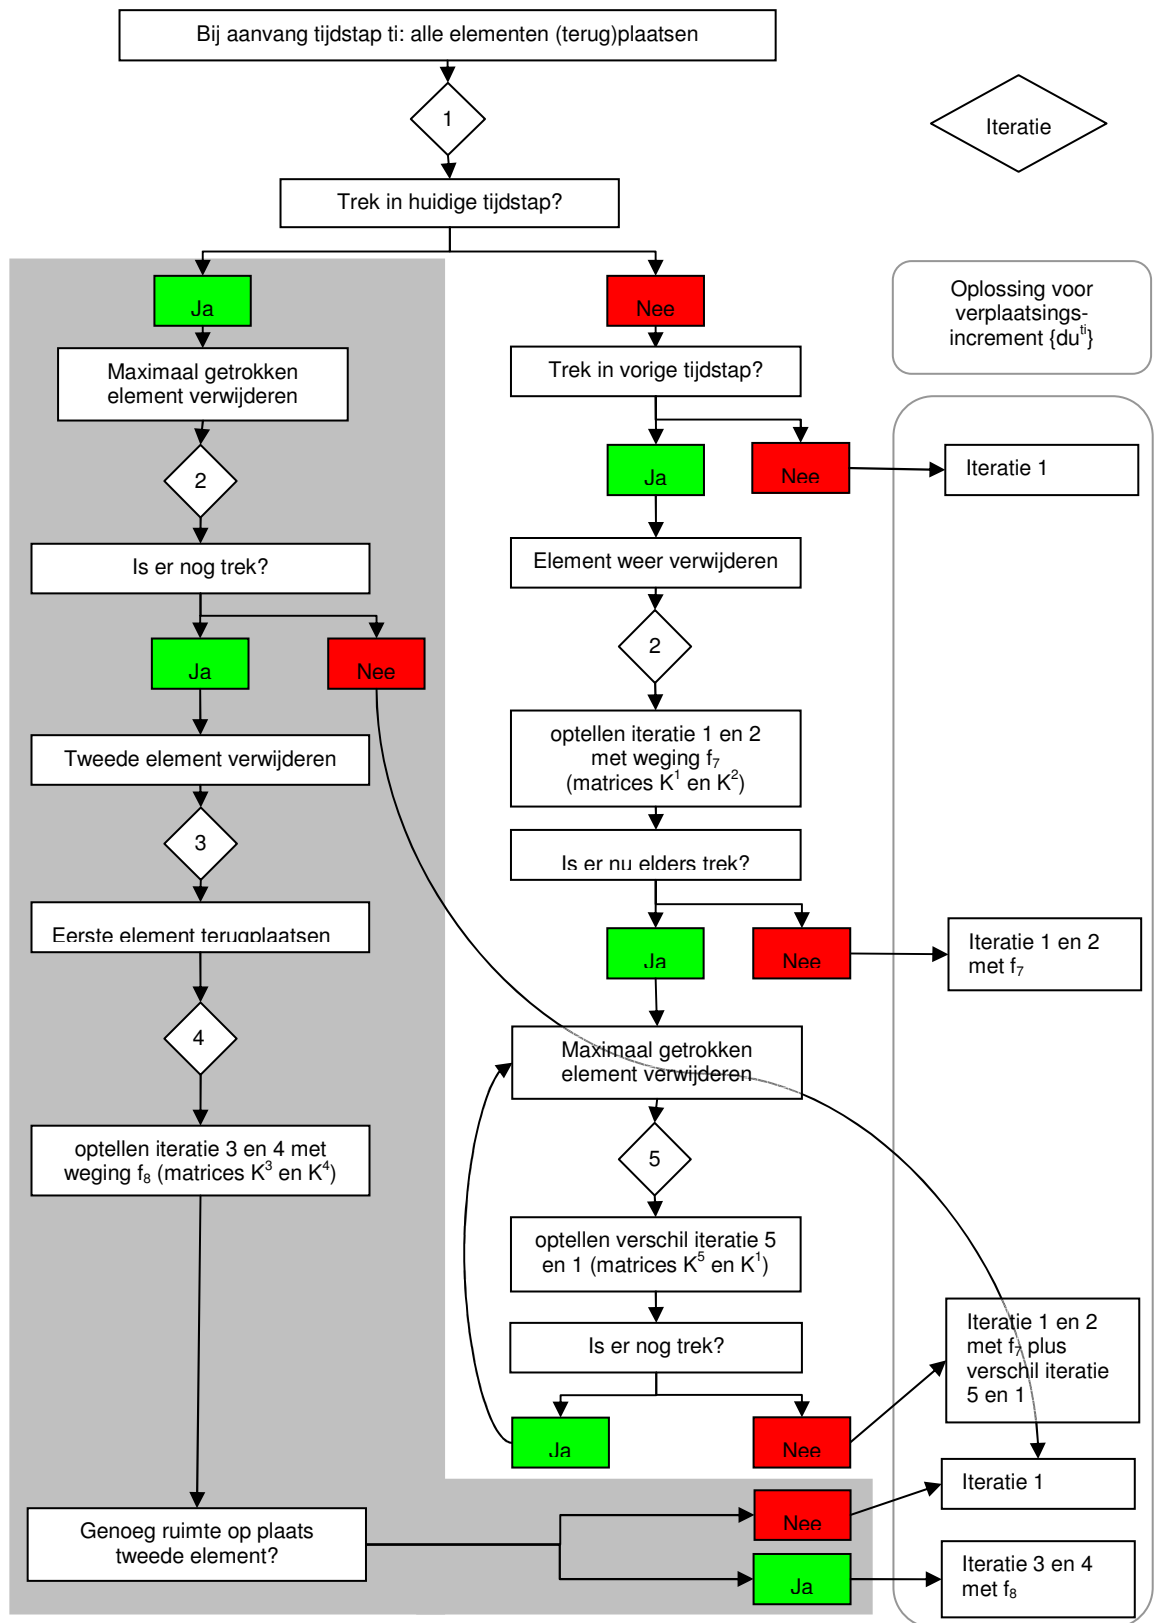 Bij aanvang tijdstap ti: alle elementen (terug)plaatsen
1
Iteratie
Trek in huidige tijdstap?
Ja
Nee
Oplossing voor
verplaatsings-
increment {du^ti}
Maximaal getrokken
element verwijderen
Trek in vorige tijdstap?
2
Ja
Nee
Iteratie 1
Is er nog trek?
Element weer verwijderen
Ja
Nee
2
Tweede element verwijderen
optellen iteratie 1 en 2
met weging f₇
(matrices K¹ en K²)
3
Is er nu elders trek?
Eerste element terugplaatsen
Ja
Nee
Iteratie 1 en 2
met f₇
4
Maximaal getrokken
element verwijderen
optellen iteratie 3 en 4 met
weging f₈ (matrices K³ en K⁴)
5
optellen verschil iteratie 5
en 1 (matrices K⁵ en K¹)
Is er nog trek?
Iteratie 1 en 2
met f₇ plus
verschil iteratie
5 en 1
Ja
Nee
Iteratie 1
Genoeg ruimte op plaats
tweede element?
Nee
Ja
Iteratie 3 en 4
met f₈